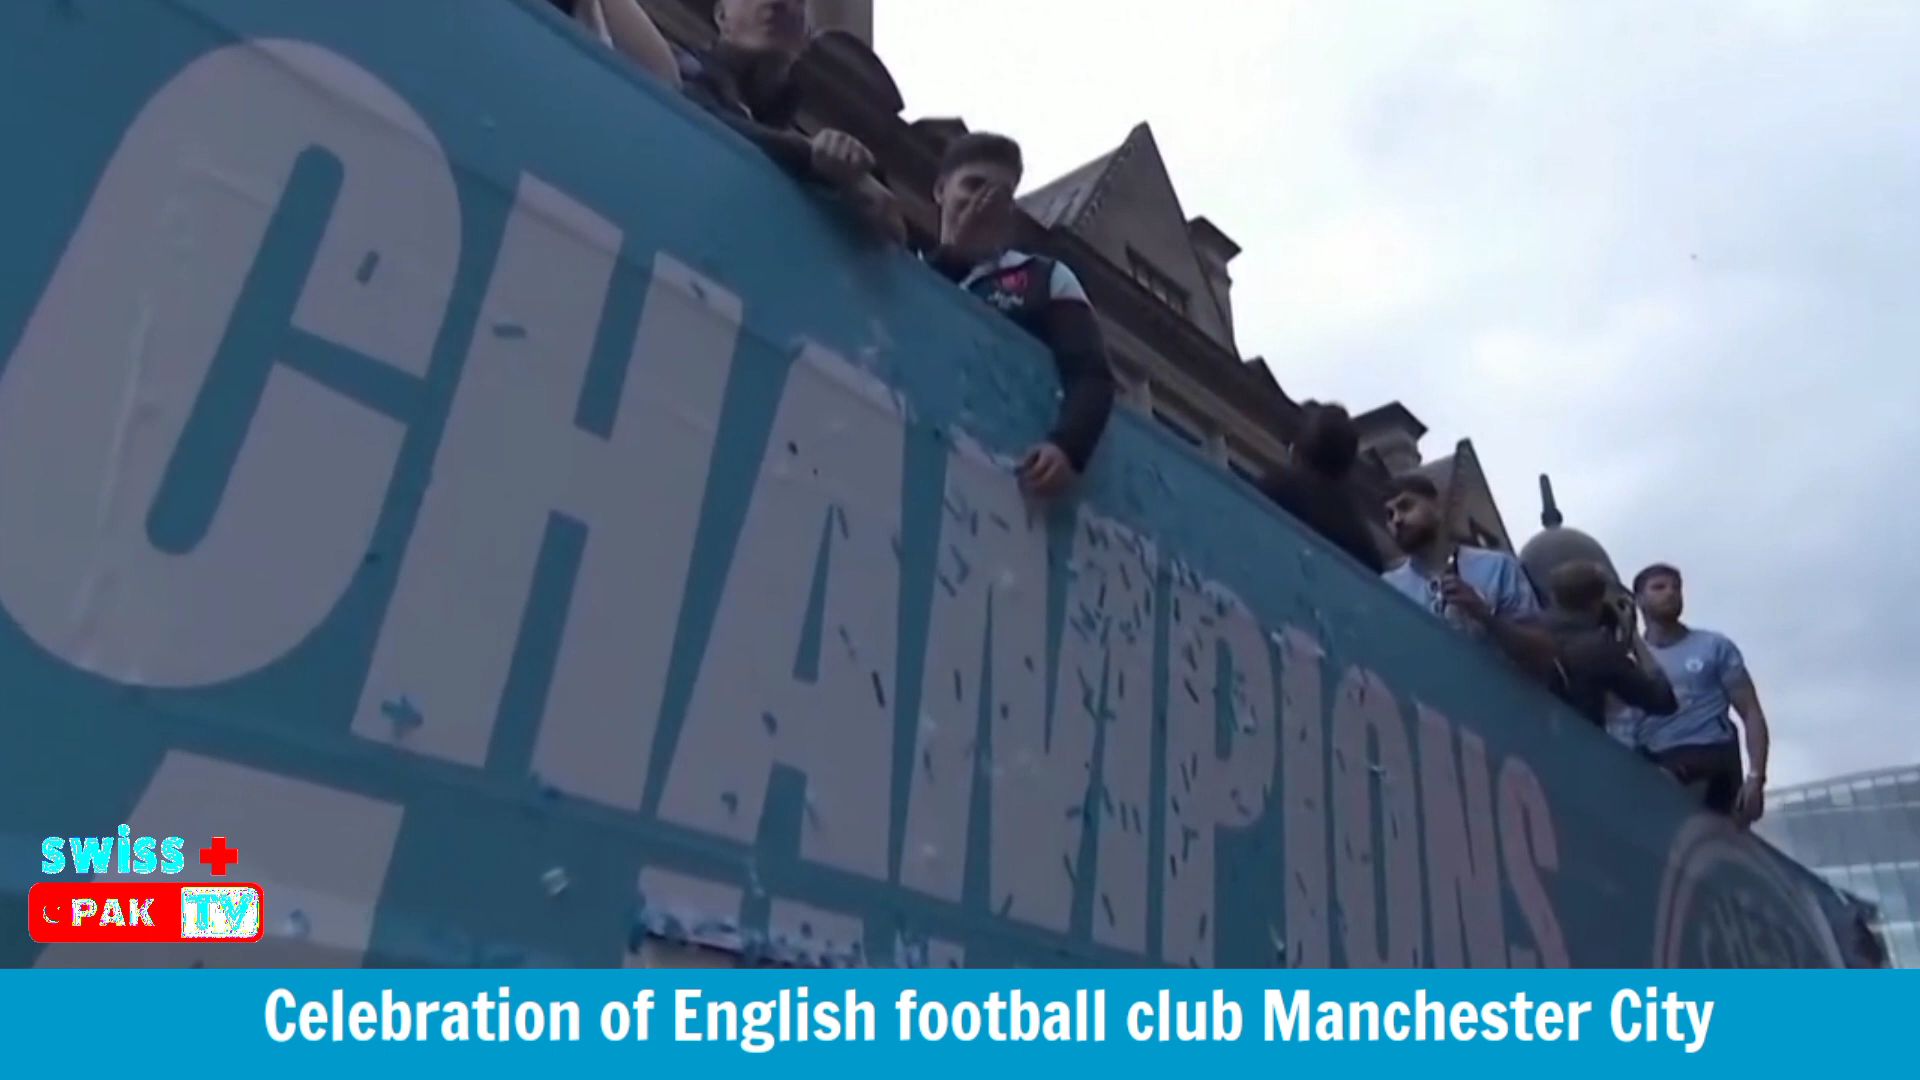 CHAMPIONS
swiss
PAK TV
Celebration of English football club Manchester City